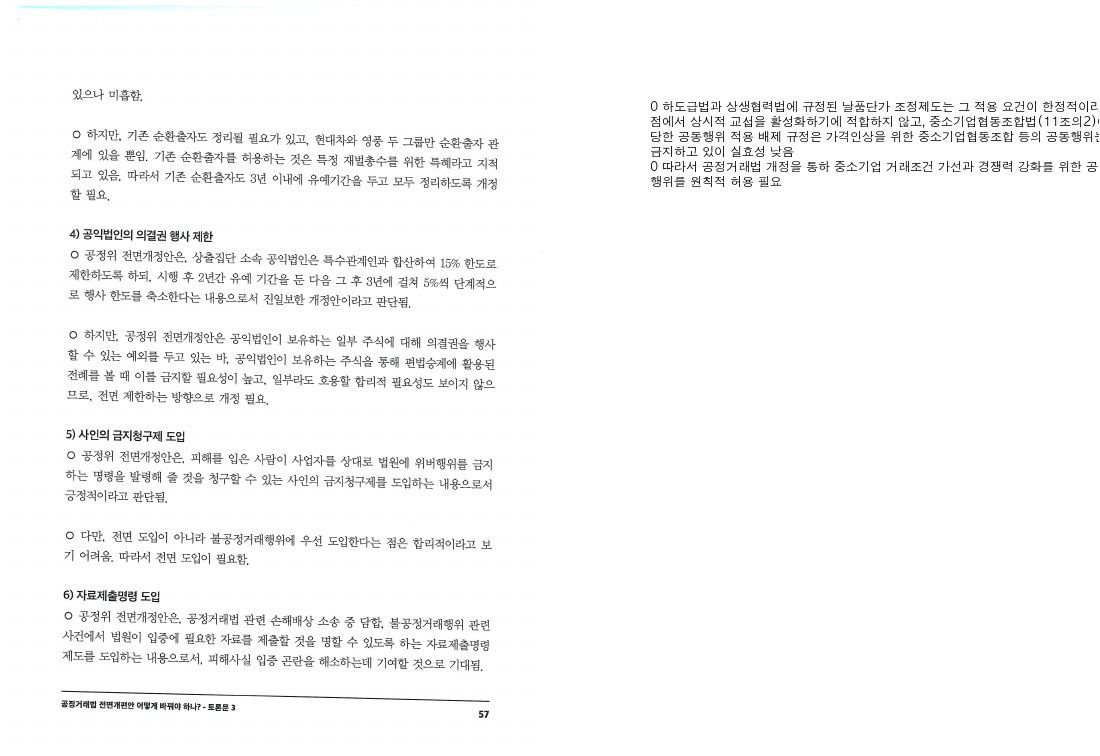 있으나 미흡함.
○ 하지만, 기존 순환출자도 정리될 필요가 있고, 현대차와 영풍 두 그룹만 순환출자 관
계에 있을 뿐임. 기존 순환출자를 허용하는 것은 특정 재벌총수를 위한 특혜라고 지적
되고 있음. 따라서 기존 순환출자도 3년 이내에 유예기간을 두고 모두 정리하도록 개정
할 필요.
4) 공익법인의 의결권 행사 제한
○ 공정위 전면개정안은, 상출집단 소속 공익법인은 특수관계인과 합산하여 15% 한도로
제한하도록 하되, 시행 후 2년간 유예 기간을 둔 다음 그 후 3년에 걸쳐 5%씩 단계적으
로 행사 한도를 축소한다는 내용으로서 진일보한 개정안이라고 판단됨.
○ 하지만, 공정위 전면개정안은 공익법인이 보유하는 일부 주식에 대해 의결권을 행사
할 수 있는 예외를 두고 있는 바, 공익법인이 보유하는 주식을 통해 편법승계에 활용된
전례를 볼 때 이를 금지할 필요성이 높고, 일부라도 호용할 합리적 필요성도 보이지 않으
므로, 전면 제한하는 방향으로 개정 필요.
5) 사인의 금지청구제 도입
○ 공정위 전면개정안은, 피해를 입은 사람이 사업자를 상대로 법원에 위버행위를 금지
하는 명령을 발령해 줄 것을 청구할 수 있는 사인의 금지청구제를 도입하는 내용으로서
긍정적이라고 판단됨.
○ 다만, 전면 도입이 아니라 불공정거래행위에 우선 도입한다는 점은 합리적이라고 보
기 어려움. 따라서 전면 도입이 필요함.
6) 자료제출명령 도입
○ 공정위 전면개정안은, 공정거래법 관련 손해배상 소송 중 담합, 불공정거래행위 관련
사건에서 법원이 입증에 필요한 자료를 제출할 것을 명할 수 있도록 하는 자료제출명령
제도를 도입하는 내용으로서, 피해사실 입증 곤란을 해소하는데 기여할 것으로 기대됨.
공정거래법 전면개편안 어떻게 바꿔야 하나? - 토론문 3
57
0 하도급법과 상생협력법에 규정된 날품단가 조정제도는 그 적용 요건이 한정적이라
점에서 상시적 교섭을 활성화하기에 적합하지 않고, 중소기업협동조합법(11조의2)
당한 공동행위 적용 배제 규정은 가격인상을 위한 중소기업협동조합 등의 공동행위는
금지하고 있이 실효성 낮음
0 따라서 공정거래법 개정을 통하 중소기업 거래조건 가선과 경쟁력 강화를 위한 공
행위를 원칙적 허용 필요